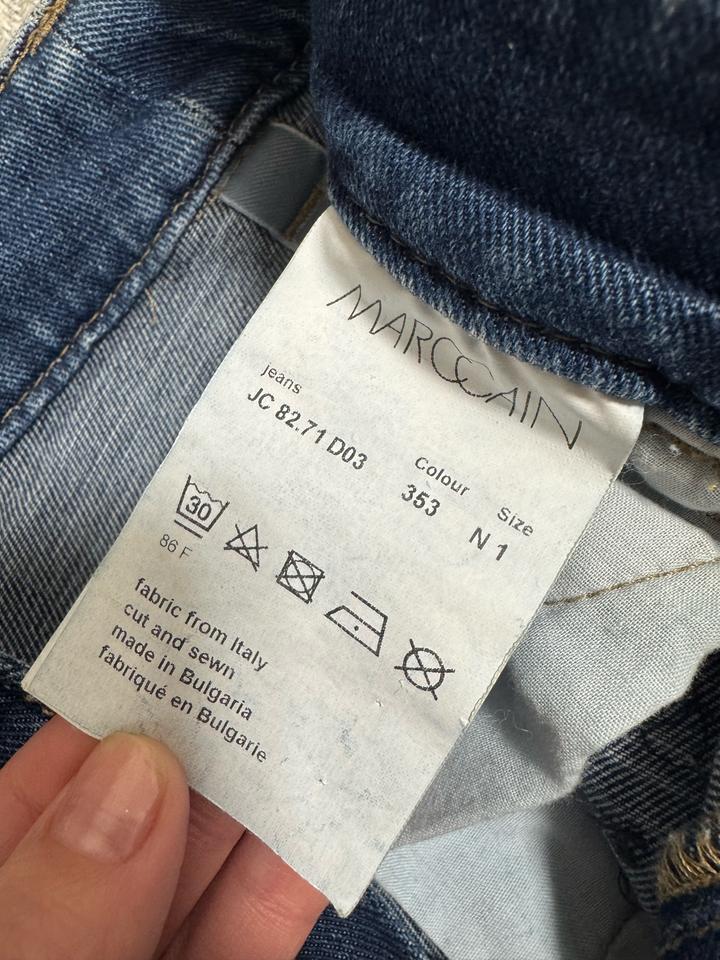 MARCCAIN
jeans
JC 82.71 D03
Colour
353
Size
N 1
30
86 F
fabric from Italy
cut and sewn
made in Bulgaria
fabriqué en Bulgarie